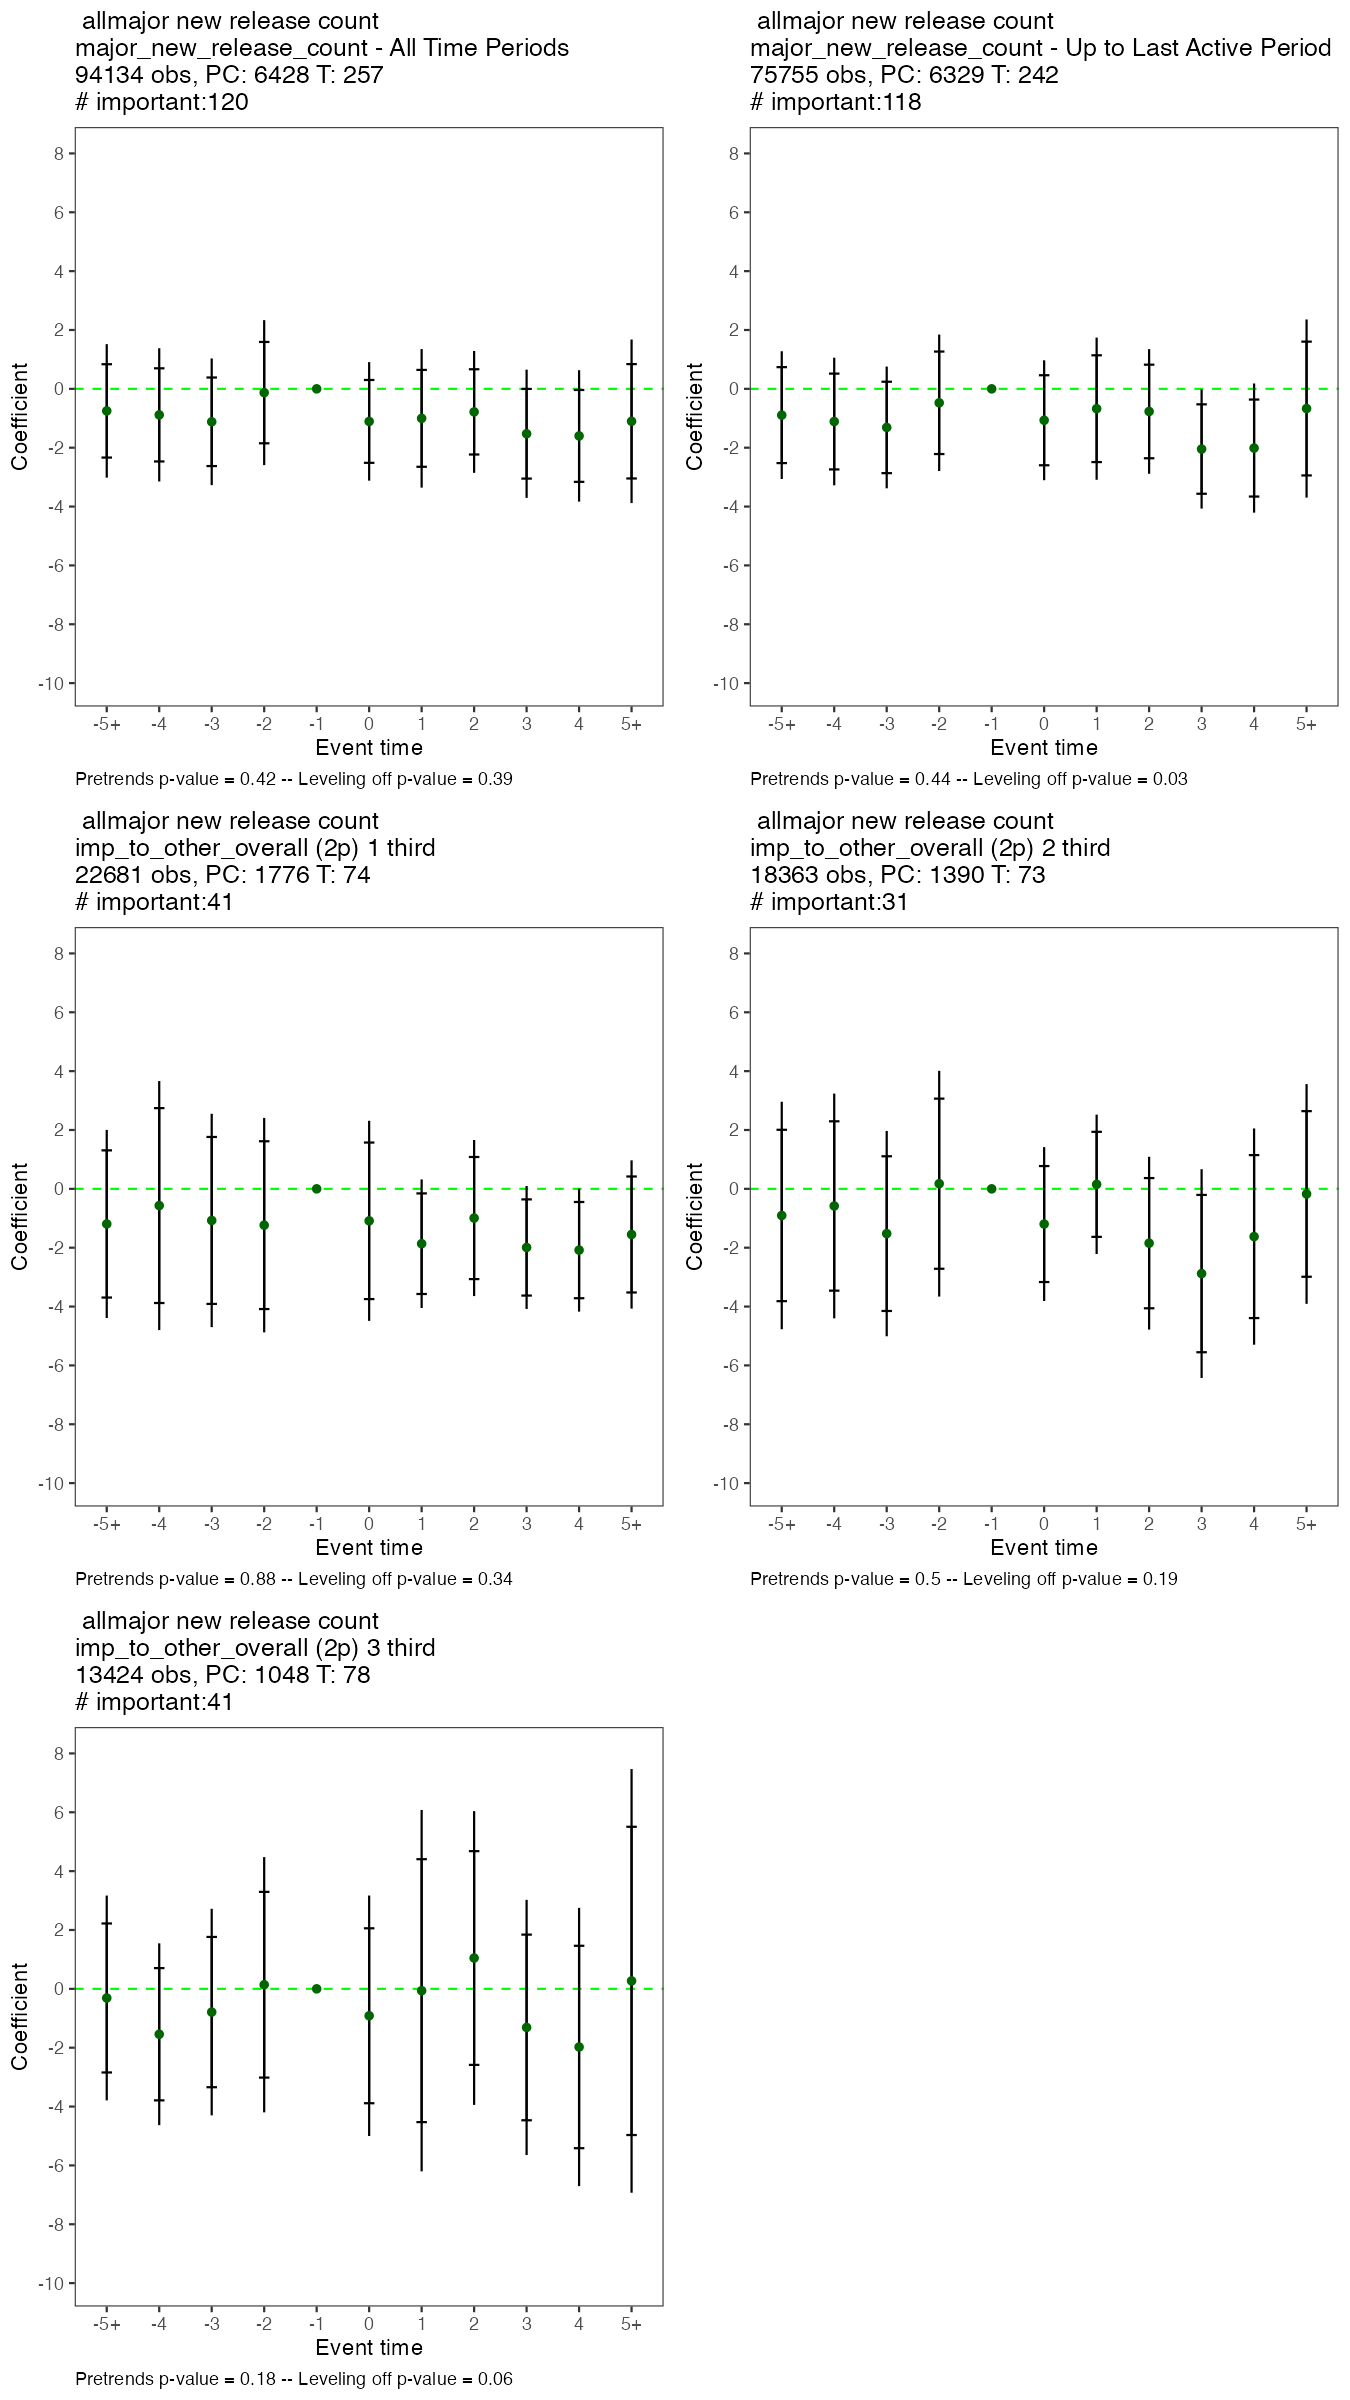 allmajor new release count
major_new_release_count - All Time Periods
94134 obs, PC: 6428 T: 257
# important:120
8
6
4
2
0
-2
-4
-6
-8
-10
Coefficient
-5+ -4 -3 -2 -1 0 1 2 3 4 5+
Event time
Pretrends p-value = 0.42 -- Leveling off p-value = 0.39
allmajor new release count
major_new_release_count - Up to Last Active Period
75755 obs, PC: 6329 T: 242
# important:118
8
6
4
2
0
-2
-4
-6
-8
-10
Coefficient
-5+ -4 -3 -2 -1 0 1 2 3 4 5+
Event time
Pretrends p-value = 0.44 -- Leveling off p-value = 0.03
allmajor new release count
imp_to_other_overall (2p) 1 third
22681 obs, PC: 1776 T: 74
# important:41
8
6
4
2
0
-2
-4
-6
-8
-10
Coefficient
-5+ -4 -3 -2 -1 0 1 2 3 4 5+
Event time
Pretrends p-value = 0.88 -- Leveling off p-value = 0.34
allmajor new release count
imp_to_other_overall (2p) 2 third
18363 obs, PC: 1390 T: 73
# important:31
8
6
4
2
0
-2
-4
-6
-8
-10
Coefficient
-5+ -4 -3 -2 -1 0 1 2 3 4 5+
Event time
Pretrends p-value = 0.5 -- Leveling off p-value = 0.19
allmajor new release count
imp_to_other_overall (2p) 3 third
13424 obs, PC: 1048 T: 78
# important:41
8
6
4
2
0
-2
-4
-6
-8
-10
Coefficient
-5+ -4 -3 -2 -1 0 1 2 3 4 5+
Event time
Pretrends p-value = 0.18 -- Leveling off p-value = 0.06